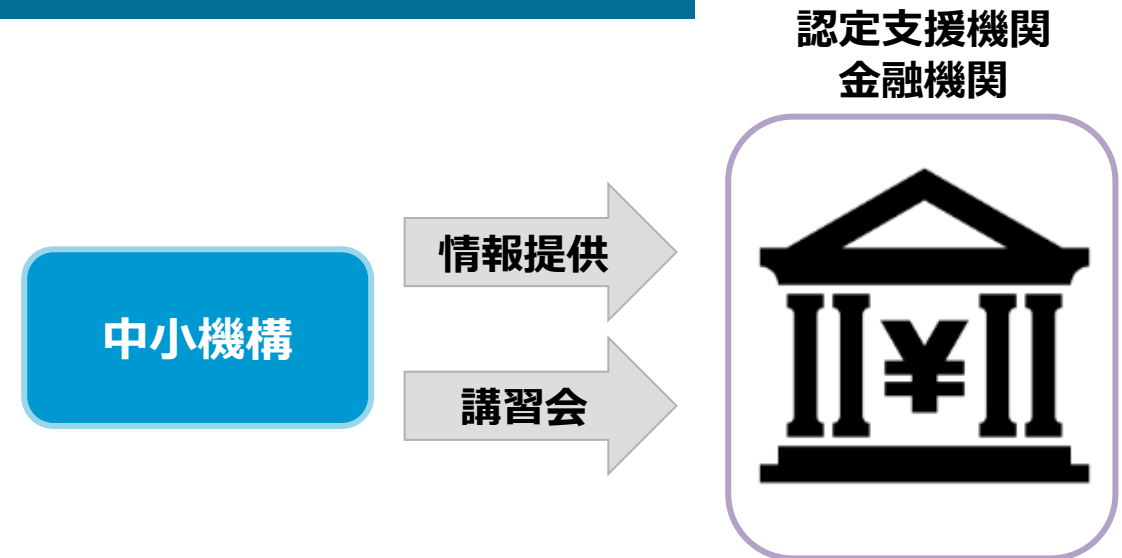 認定支援機関
金融機関
情報提供
中小機構
講習会
¥